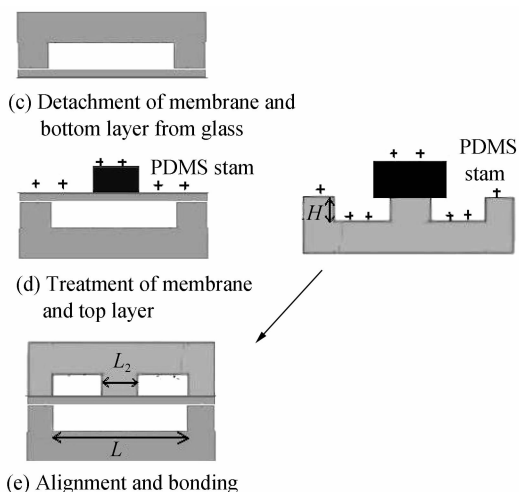 (c) Detachment of membrane and
bottom layer from glass
+ +
+ + PDMS stam + +
(d) Treatment of membrane
and top layer
+ +
PDMS
stam
+ +
H + + + +
L2
L
(e) Alignment and bonding